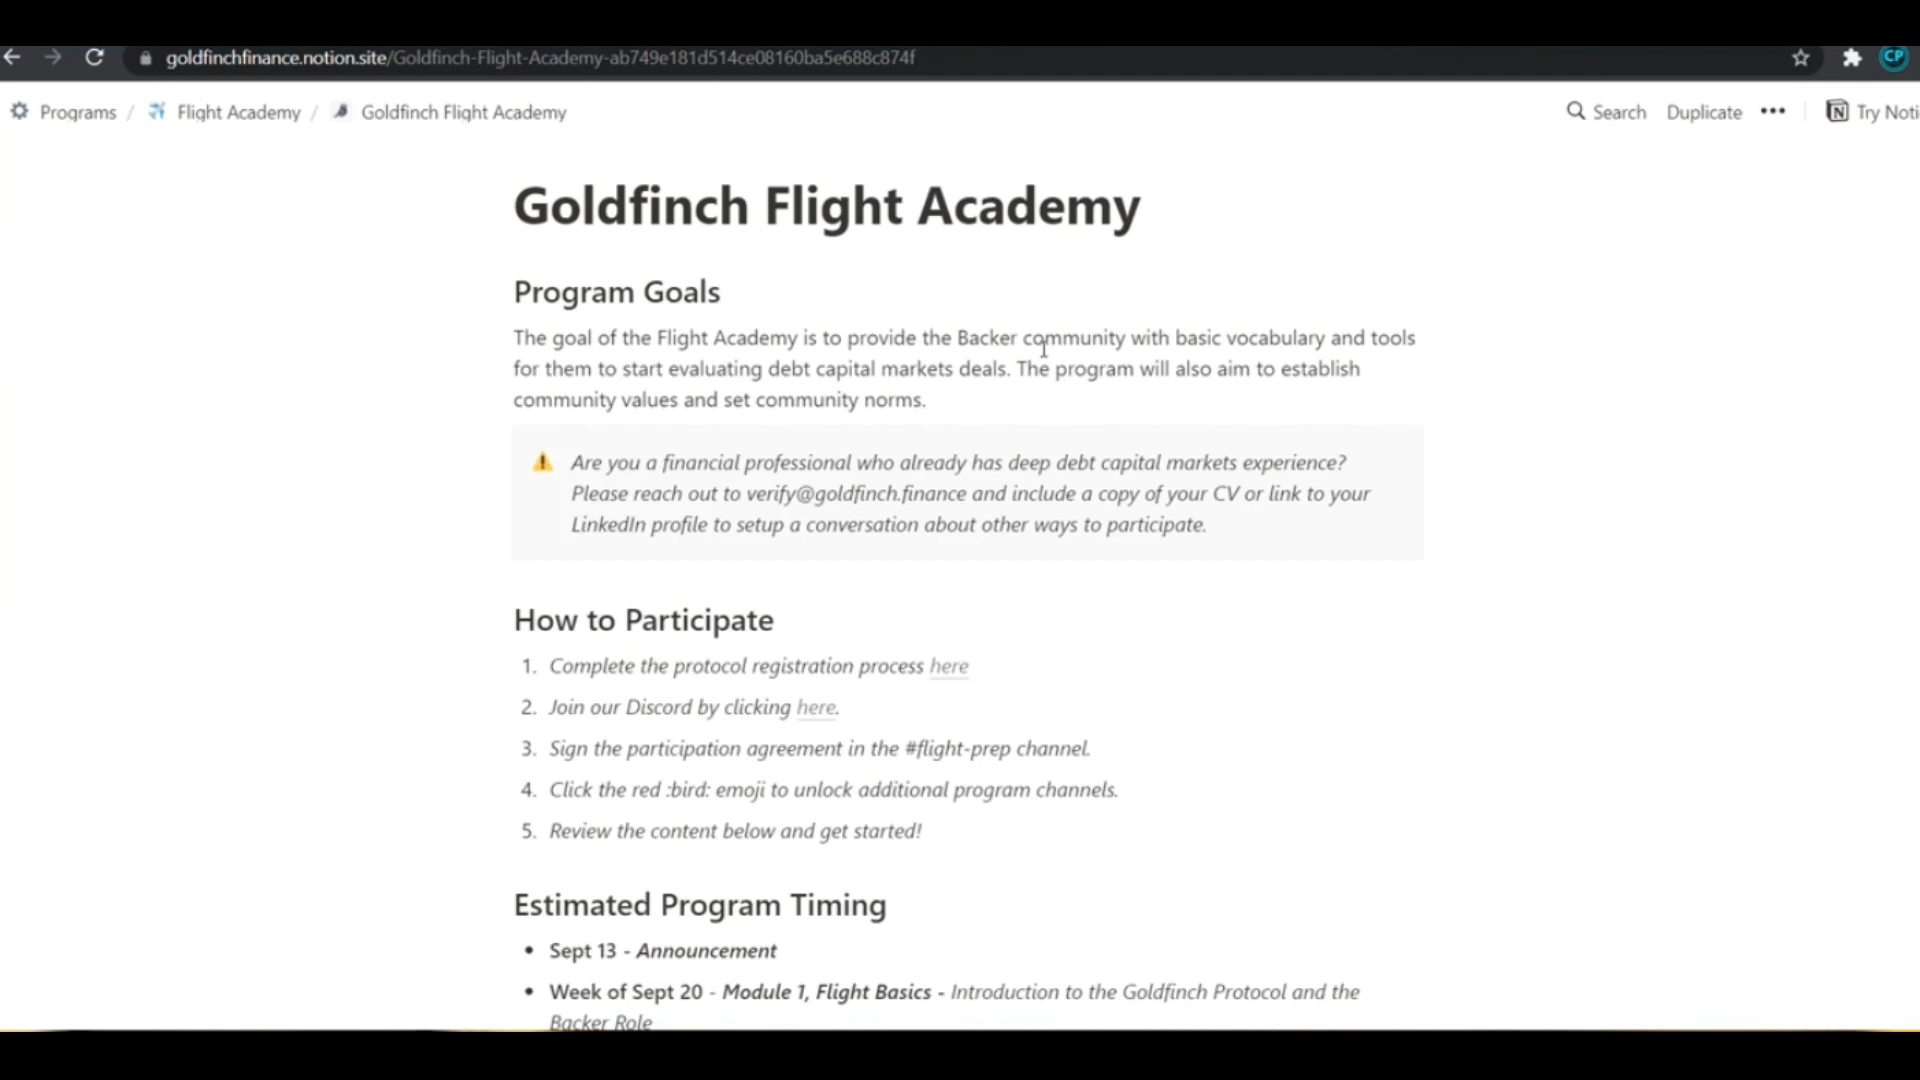 goldfinchfinance.notion.site/Goldfinch-Flight-Academy-ab749e181d514ce08160ba5e688c874f
CP
Programs / Flight Academy / Goldfinch Flight Academy
Search Duplicate ••• Try Noti
Goldfinch Flight Academy
Program Goals
The goal of the Flight Academy is to provide the Backer community with basic vocabulary and tools
for them to start evaluating debt capital markets deals. The program will also aim to establish
community values and set community norms.
Are you a financial professional who already has deep debt capital markets experience?
Please reach out to verify@goldfinch.finance and include a copy of your CV or link to your
LinkedIn profile to setup a conversation about other ways to participate.
How to Participate
1. Complete the protocol registration process here
2. Join our Discord by clicking here.
3. Sign the participation agreement in the #flight-prep channel.
4. Click the red :bird: emoji to unlock additional program channels.
5. Review the content below and get started!
Estimated Program Timing
• Sept 13 - Announcement
• Week of Sept 20 - Module 1, Flight Basics - Introduction to the Goldfinch Protocol and the
Backer Role